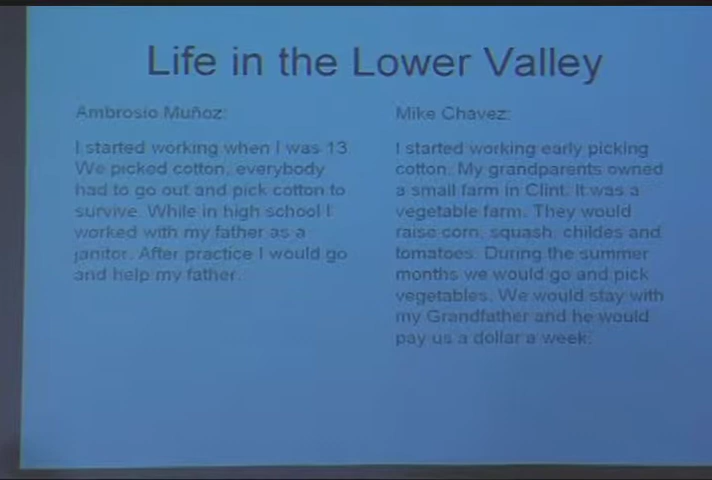 Life in the Lower Valley
Ambrosio Muñoz:
I started working when I was 13
We picked cotton, everybody
had to go out and pick cotton to
survive. While in high school I
worked with my father as a
janitor. After practice I would go
and help my father.
Mike Chavez:
I started working early picking
cotton. My grandparents owned
a small farm in Clint. It was a
vegetable farm. They would
raise corn, squash, childes and
tomatoes. During the summer
months we would go and pick
vegetables. We would stay with
my Grandfather and he would
pay us a dollar a week.